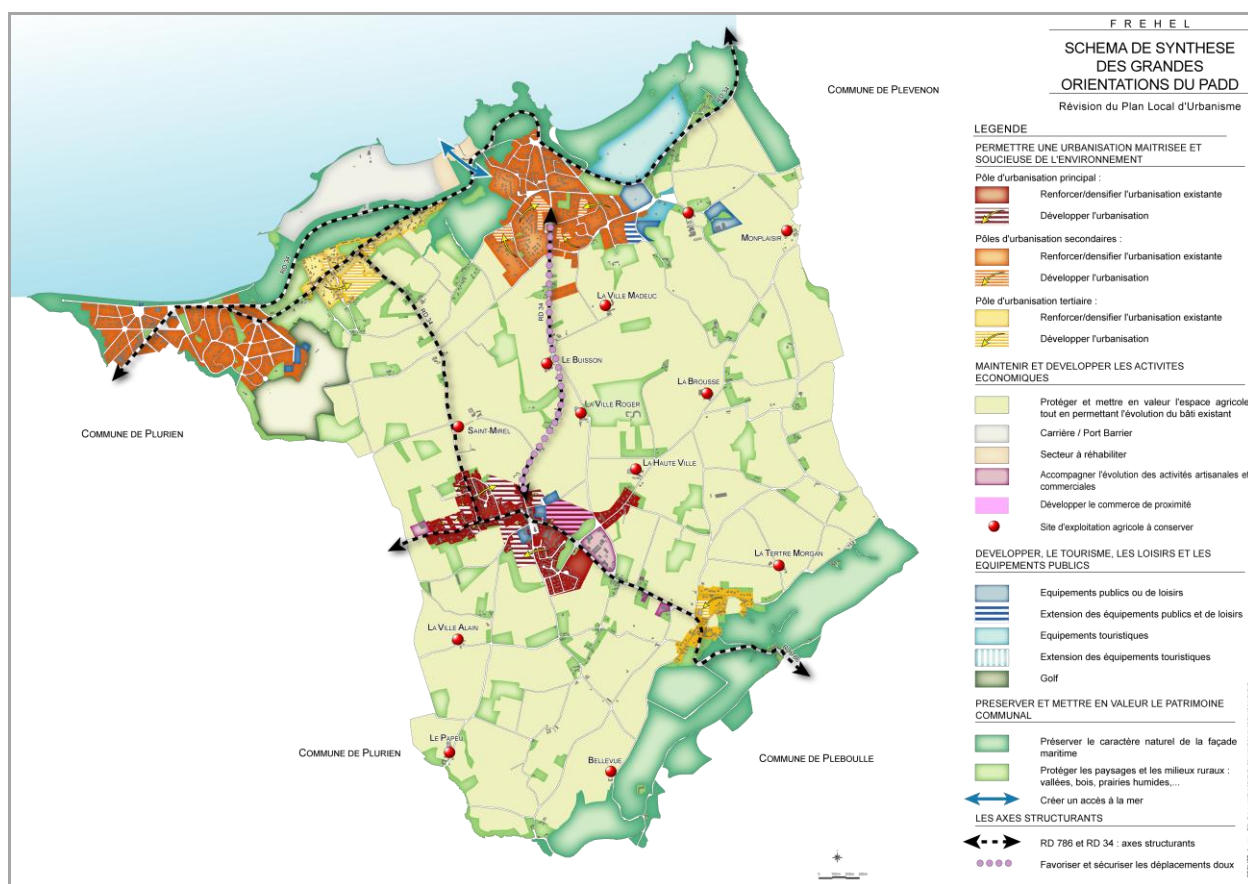 FREHEL
SCHEMA DE SYNTHESE
DES GRANDES
ORIENTATIONS DU PADD
Révision du Plan Local d'Urbanisme
LEGENDE
PERMETTRE UNE URBANISATION MAITRISEE ET
SOUCIEUSE DE L'ENVIRONNEMENT
Pôle d'urbanisation principal :
Renforcer/densifier l'urbanisation existante
Développer l'urbanisation
Pôles d'urbanisation secondaires :
Renforcer/densifier l'urbanisation existante
Développer l'urbanisation
Pôle d'urbanisation tertiaire :
Renforcer/densifier l'urbanisation existante
Développer l'urbanisation
MAINTENIR ET DEVELOPPER LES ACTIVITES
ECONOMIQUES
Protéger et mettre en valeur l'espace agricole
tout en permettant l'évolution du bâti existant
Carrière / Port Barrier
Secteur à réhabiliter
Accompagner l'évolution des activités artisanales et
commerciales
Développer le commerce de proximité
Site d'exploitation agricole à conserver
DEVELOPPER, LE TOURISME, LES LOISIRS ET LES
EQUIPEMENTS PUBLICS
Equipements publics ou de loisirs
Extension des équipements publics et de loisirs
Equipements touristiques
Extension des équipements touristiques
Golf
PRESERVER ET METTRE EN VALEUR LE PATRIMOINE
COMMUNAL
Préserver le caractère naturel de la façade
maritime
Protéger les paysages et les milieux ruraux :
vallées, bois, prairies humides,...
Créer un accès à la mer
LES AXES STRUCTURANTS
RD 786 et RD 34 : axes structurants
Favoriser et sécuriser les déplacements doux
COMMUNE DE PLEVENON
RD 34
MONPLAISIR
RD 34
LA VILLE MADEUC
RD 34
LE BUISSON
LA BROUSSE
LA VILLE ROGER
COMMUNE DE PLURIEN
SAINT-MIREL
LA HAUTE VILLE
LA TERTRE MORGAN
LA VILLE ALAIN
LE PAPEU
COMMUNE DE PLURIEN
BELLEVUE
COMMUNE DE PLEBOULLE